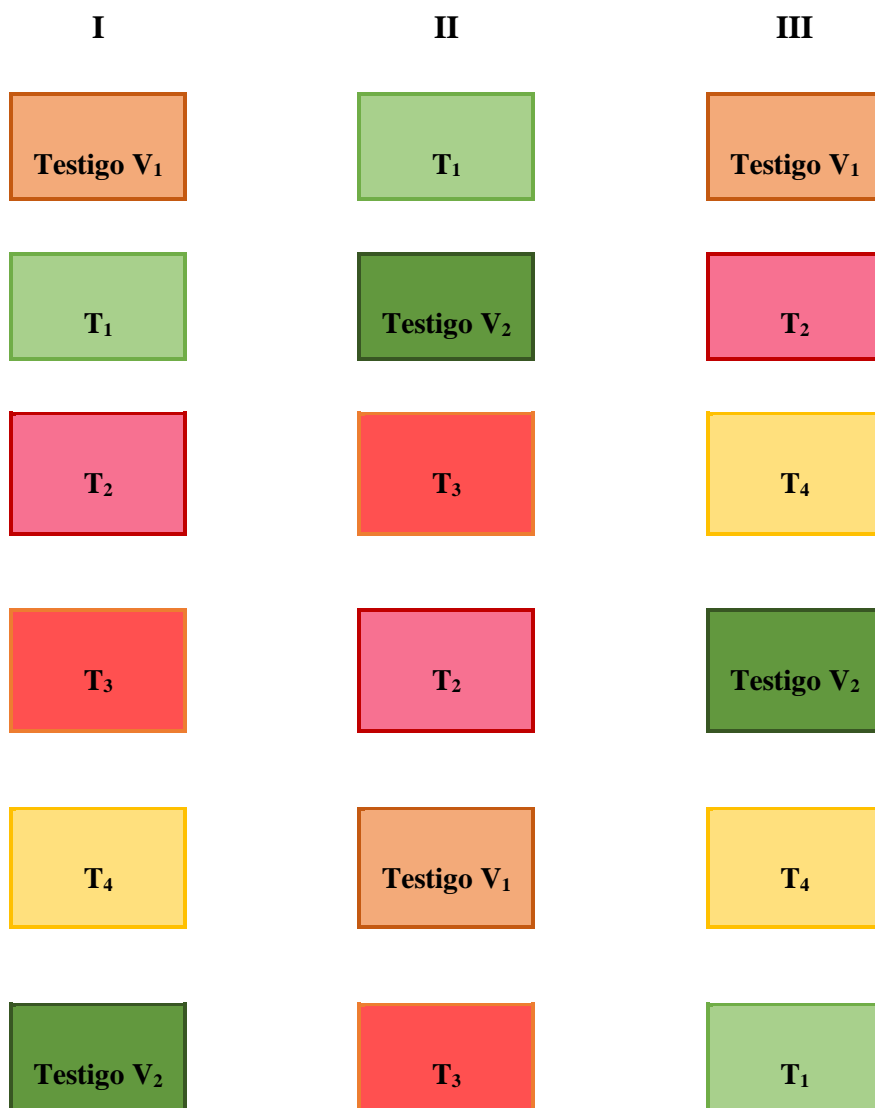 I II III
Testigo V₁ T₁ Testigo V₁
T₁ Testigo V₂ T₂
T₂ T₃ T₄
T₃ T₂ Testigo V₂
T₄ Testigo V₁ T₄
Testigo V₂ T₃ T₁